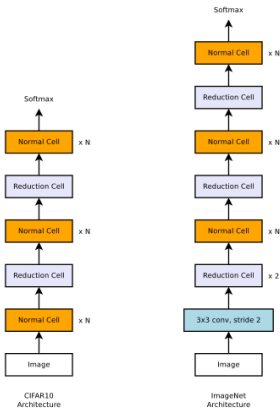 Softmax
Normal Cell x N
Reduction Cell
Normal Cell x N
Reduction Cell
Normal Cell x N
Image
CIFAR10
Architecture
Softmax
Normal Cell x N
Reduction Cell
Normal Cell x N
Reduction Cell
Normal Cell x N
Reduction Cell x 2
3x3 conv, stride 2
Image
ImageNet
Architecture